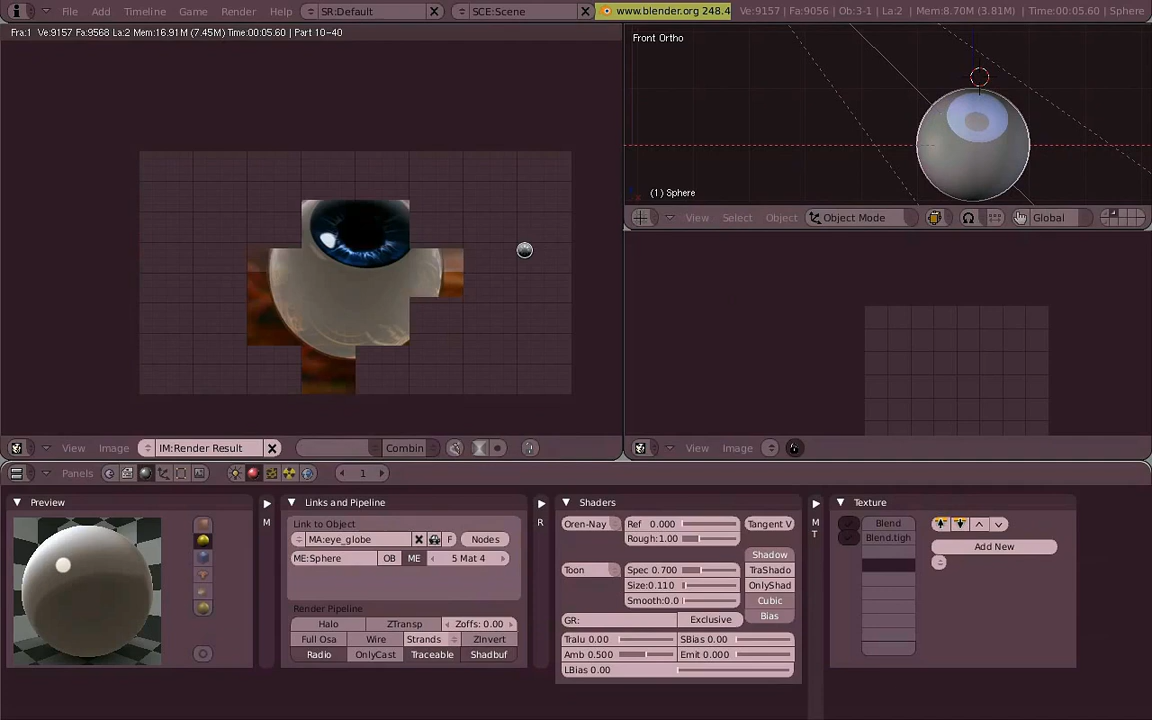 File Add Timeline Game Render Help SR:Default SCE:Scene www.blender.org 248.4 Ve:9157 Fa:9056 | Ob:3-1 | La:2 | Mem:8.70M (3.81M) | Time:00:05.60 | Sphere
Fra:1 Ve:9157 Fa:9568 La:2 Mem:16.91M (7.45M) Time:00:05.60 | Part 10-40
Front Ortho
(1) Sphere
View Select Object Object Mode Global
View Image IM:Render Result Combin
View Image
Panels 1
Preview
M
Links and Pipeline
Link to Object
MA:eye_globe F Nodes
ME:Sphere OB ME 5 Mat 4
Render Pipeline
Halo ZTransp Zoffs: 0.00
Full Osa Wire Strands ZInvert
Radio OnlyCast Traceable Shadbuf
R
Shaders
Oren-Nay Ref 0.000 Tangent V
Rough:1.00
Shadow
Toon Spec 0.700 TraShado
Size:0.110 OnlyShad
Smooth:0.0 Cubic
GR: Exclusive Bias
Tralu 0.00 SBias 0.00
Amb 0.500 Emit 0.000
LBias 0.00
M
T
Texture
Blend
Blend.tigh
Add New